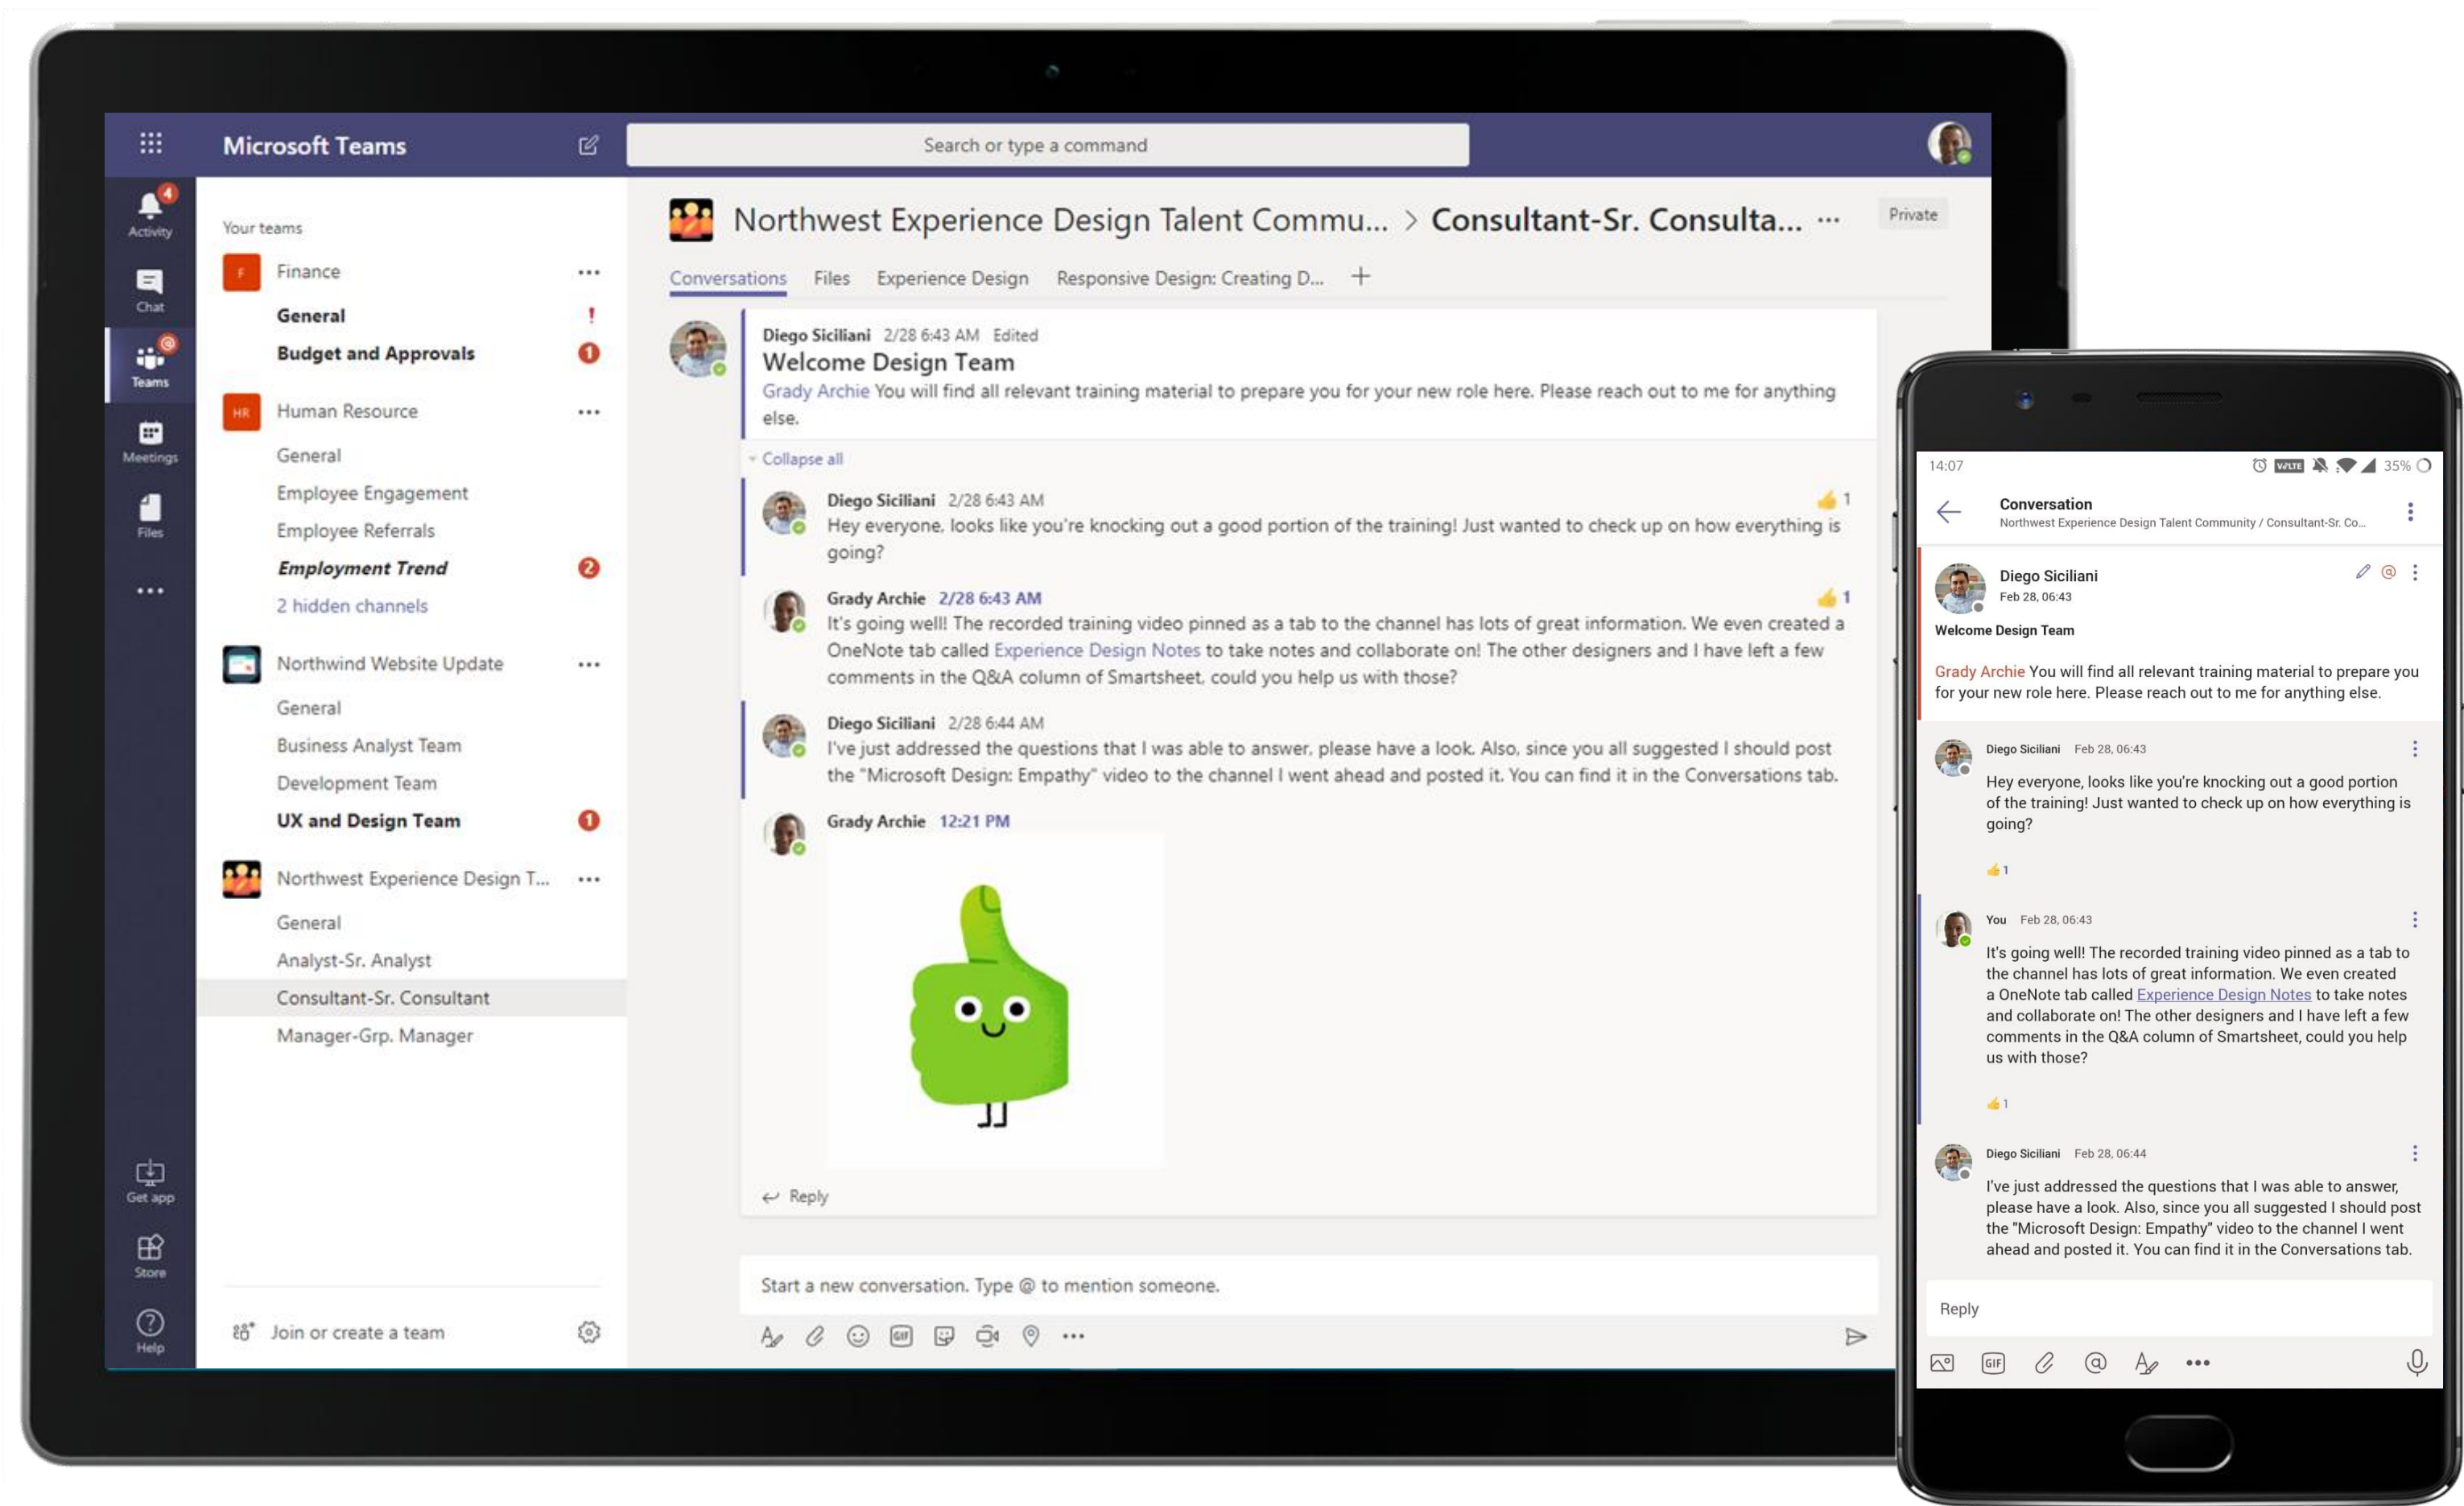 Microsoft Teams
Search or type a command
4
Activity
Chat
@
Teams
Meetings
Files
Get app
Store
Help
Your teams
F
Finance
General !
Budget and Approvals 1
HR
Human Resource
General
Employee Engagement
Employee Referrals
Employment Trend 2
2 hidden channels
Northwind Website Update
General
Business Analyst Team
Development Team
UX and Design Team 1
Northwest Experience Design T...
General
Analyst-Sr. Analyst
Consultant-Sr. Consultant
Manager-Grp. Manager
Join or create a team
Northwest Experience Design Talent Commu... > Consultant-Sr. Consulta... ··· Private
Conversations Files Experience Design Responsive Design: Creating D... +
Diego Siciliani 2/28 6:43 AM Edited
Welcome Design Team
Grady Archie You will find all relevant training material to prepare you for your new role here. Please reach out to me for anything
else.
Collapse all
Diego Siciliani 2/28 6:43 AM 👍 1
Hey everyone, looks like you're knocking out a good portion of the training! Just wanted to check up on how everything is
going?
Grady Archie 2/28 6:43 AM 👍 1
It's going well! The recorded training video pinned as a tab to the channel has lots of great information. We even created a
OneNote tab called Experience Design Notes to take notes and collaborate on! The other designers and I have left a few
comments in the Q&A column of Smartsheet, could you help us with those?
Diego Siciliani 2/28 6:44 AM
I've just addressed the questions that I was able to answer, please have a look. Also, since you all suggested I should post
the "Microsoft Design: Empathy" video to the channel I went ahead and posted it. You can find it in the Conversations tab.
Grady Archie 12:21 PM
Reply
Start a new conversation. Type @ to mention someone.
GIF
14:07 VoLTE 35%
Conversation
Northwest Experience Design Talent Community / Consultant-Sr. Co...
Diego Siciliani @
Feb 28, 06:43
Welcome Design Team
Grady Archie You will find all relevant training material to prepare you
for your new role here. Please reach out to me for anything else.
Diego Siciliani Feb 28, 06:43
Hey everyone, looks like you're knocking out a good portion
of the training! Just wanted to check up on how everything is
going?
👍 1
You Feb 28, 06:43
It's going well! The recorded training video pinned as a tab to
the channel has lots of great information. We even created
a OneNote tab called Experience Design Notes to take notes
and collaborate on! The other designers and I have left a few
comments in the Q&A column of Smartsheet, could you help
us with those?
👍 1
Diego Siciliani Feb 28, 06:44
I've just addressed the questions that I was able to answer,
please have a look. Also, since you all suggested I should post
the "Microsoft Design: Empathy" video to the channel I went
ahead and posted it. You can find it in the Conversations tab.
Reply
GIF @